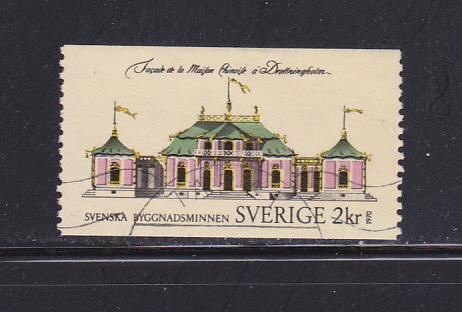 Façade de la Maison Chinoise à Drottningholm
SVENSKA BYGGNADSMINNEN SVERIGE 2kr 1970